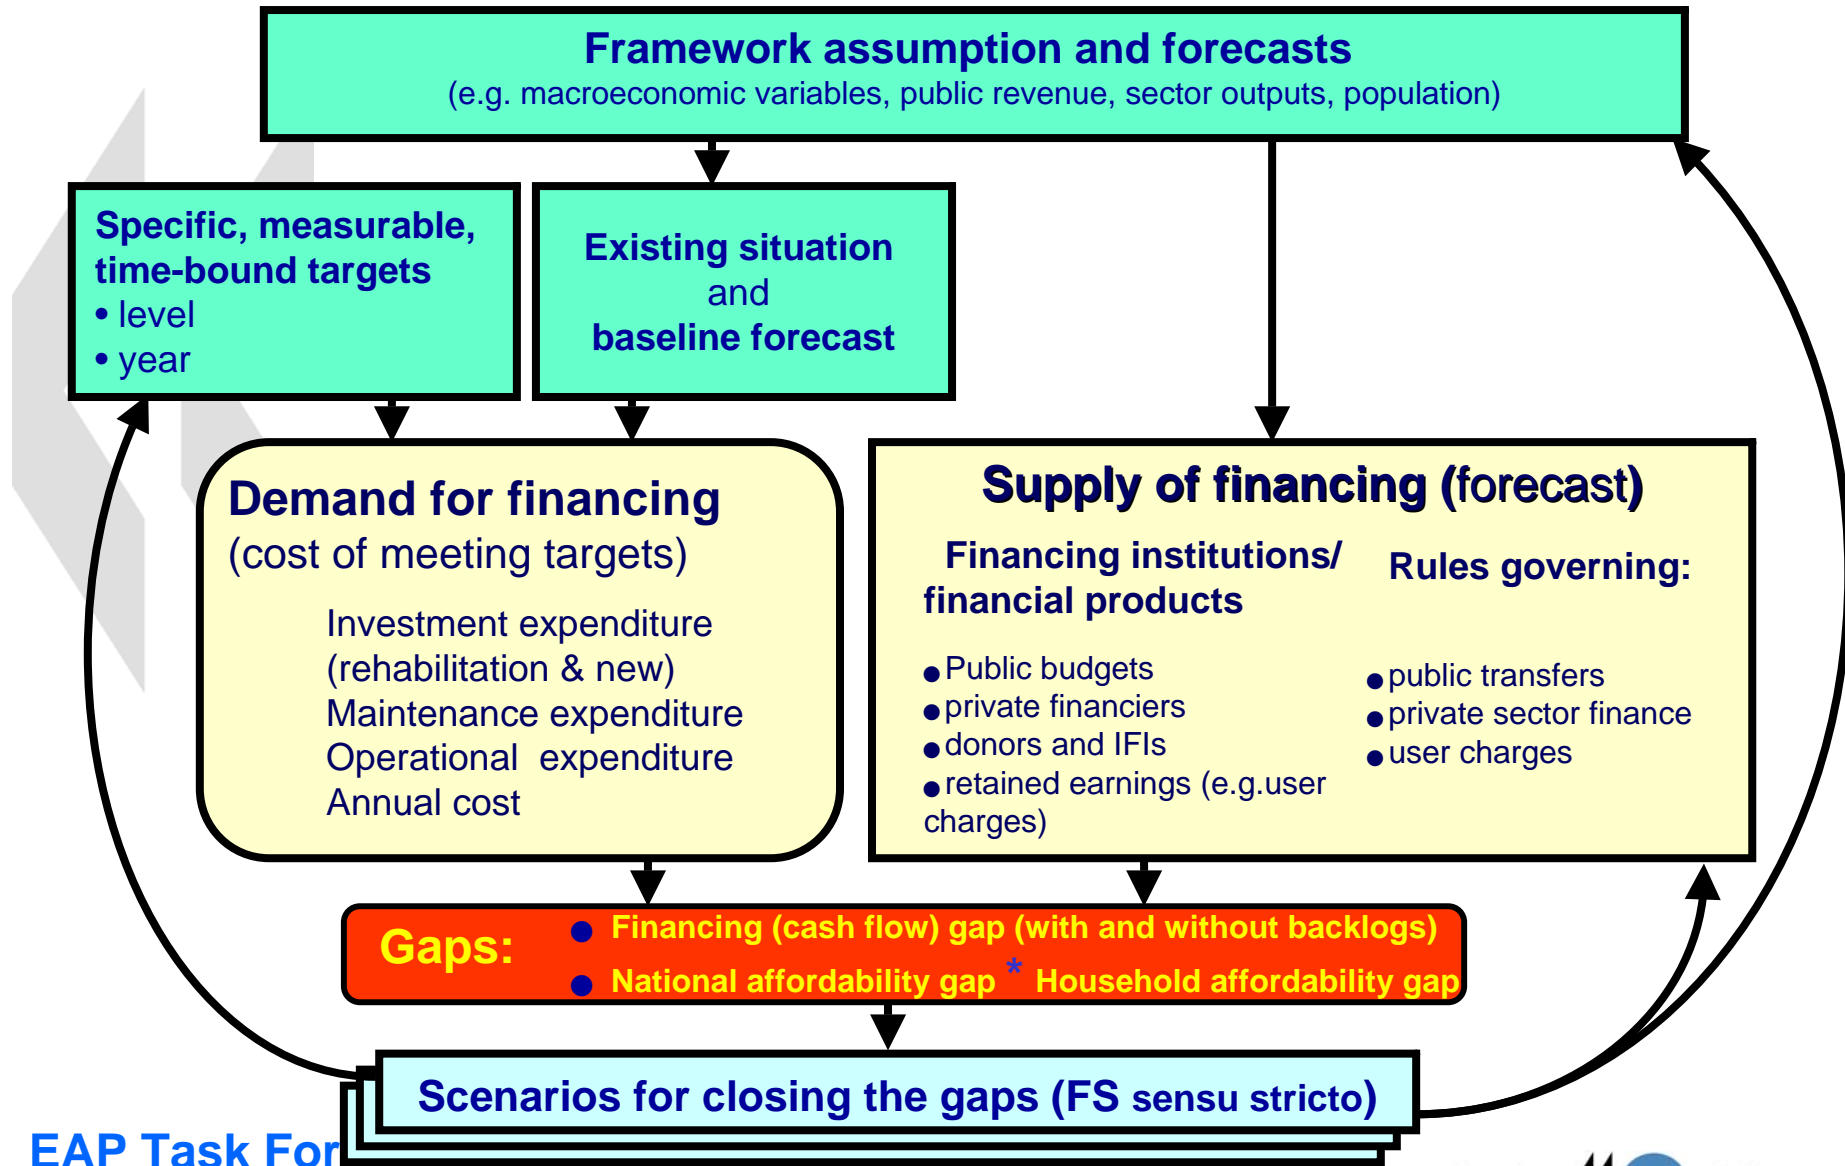 Framework assumption and forecasts
(e.g. macroeconomic variables, public revenue, sector outputs, population)
Specific, measurable,
time-bound targets
• level
• year
Existing situation
and
baseline forecast
Demand for financing
(cost of meeting targets)
Investment expenditure
(rehabilitation & new)
Maintenance expenditure
Operational expenditure
Annual cost
Supply of financing (forecast)
Financing institutions/
financial products
● Public budgets
● private financiers
● donors and IFIs
● retained earnings (e.g.user
charges)
Rules governing:
● public transfers
● private sector finance
● user charges
Gaps:
● Financing (cash flow) gap (with and without backlogs)
● National affordability gap * Household affordability gap
Scenarios for closing the gaps (FS sensu stricto)
EAP Task For